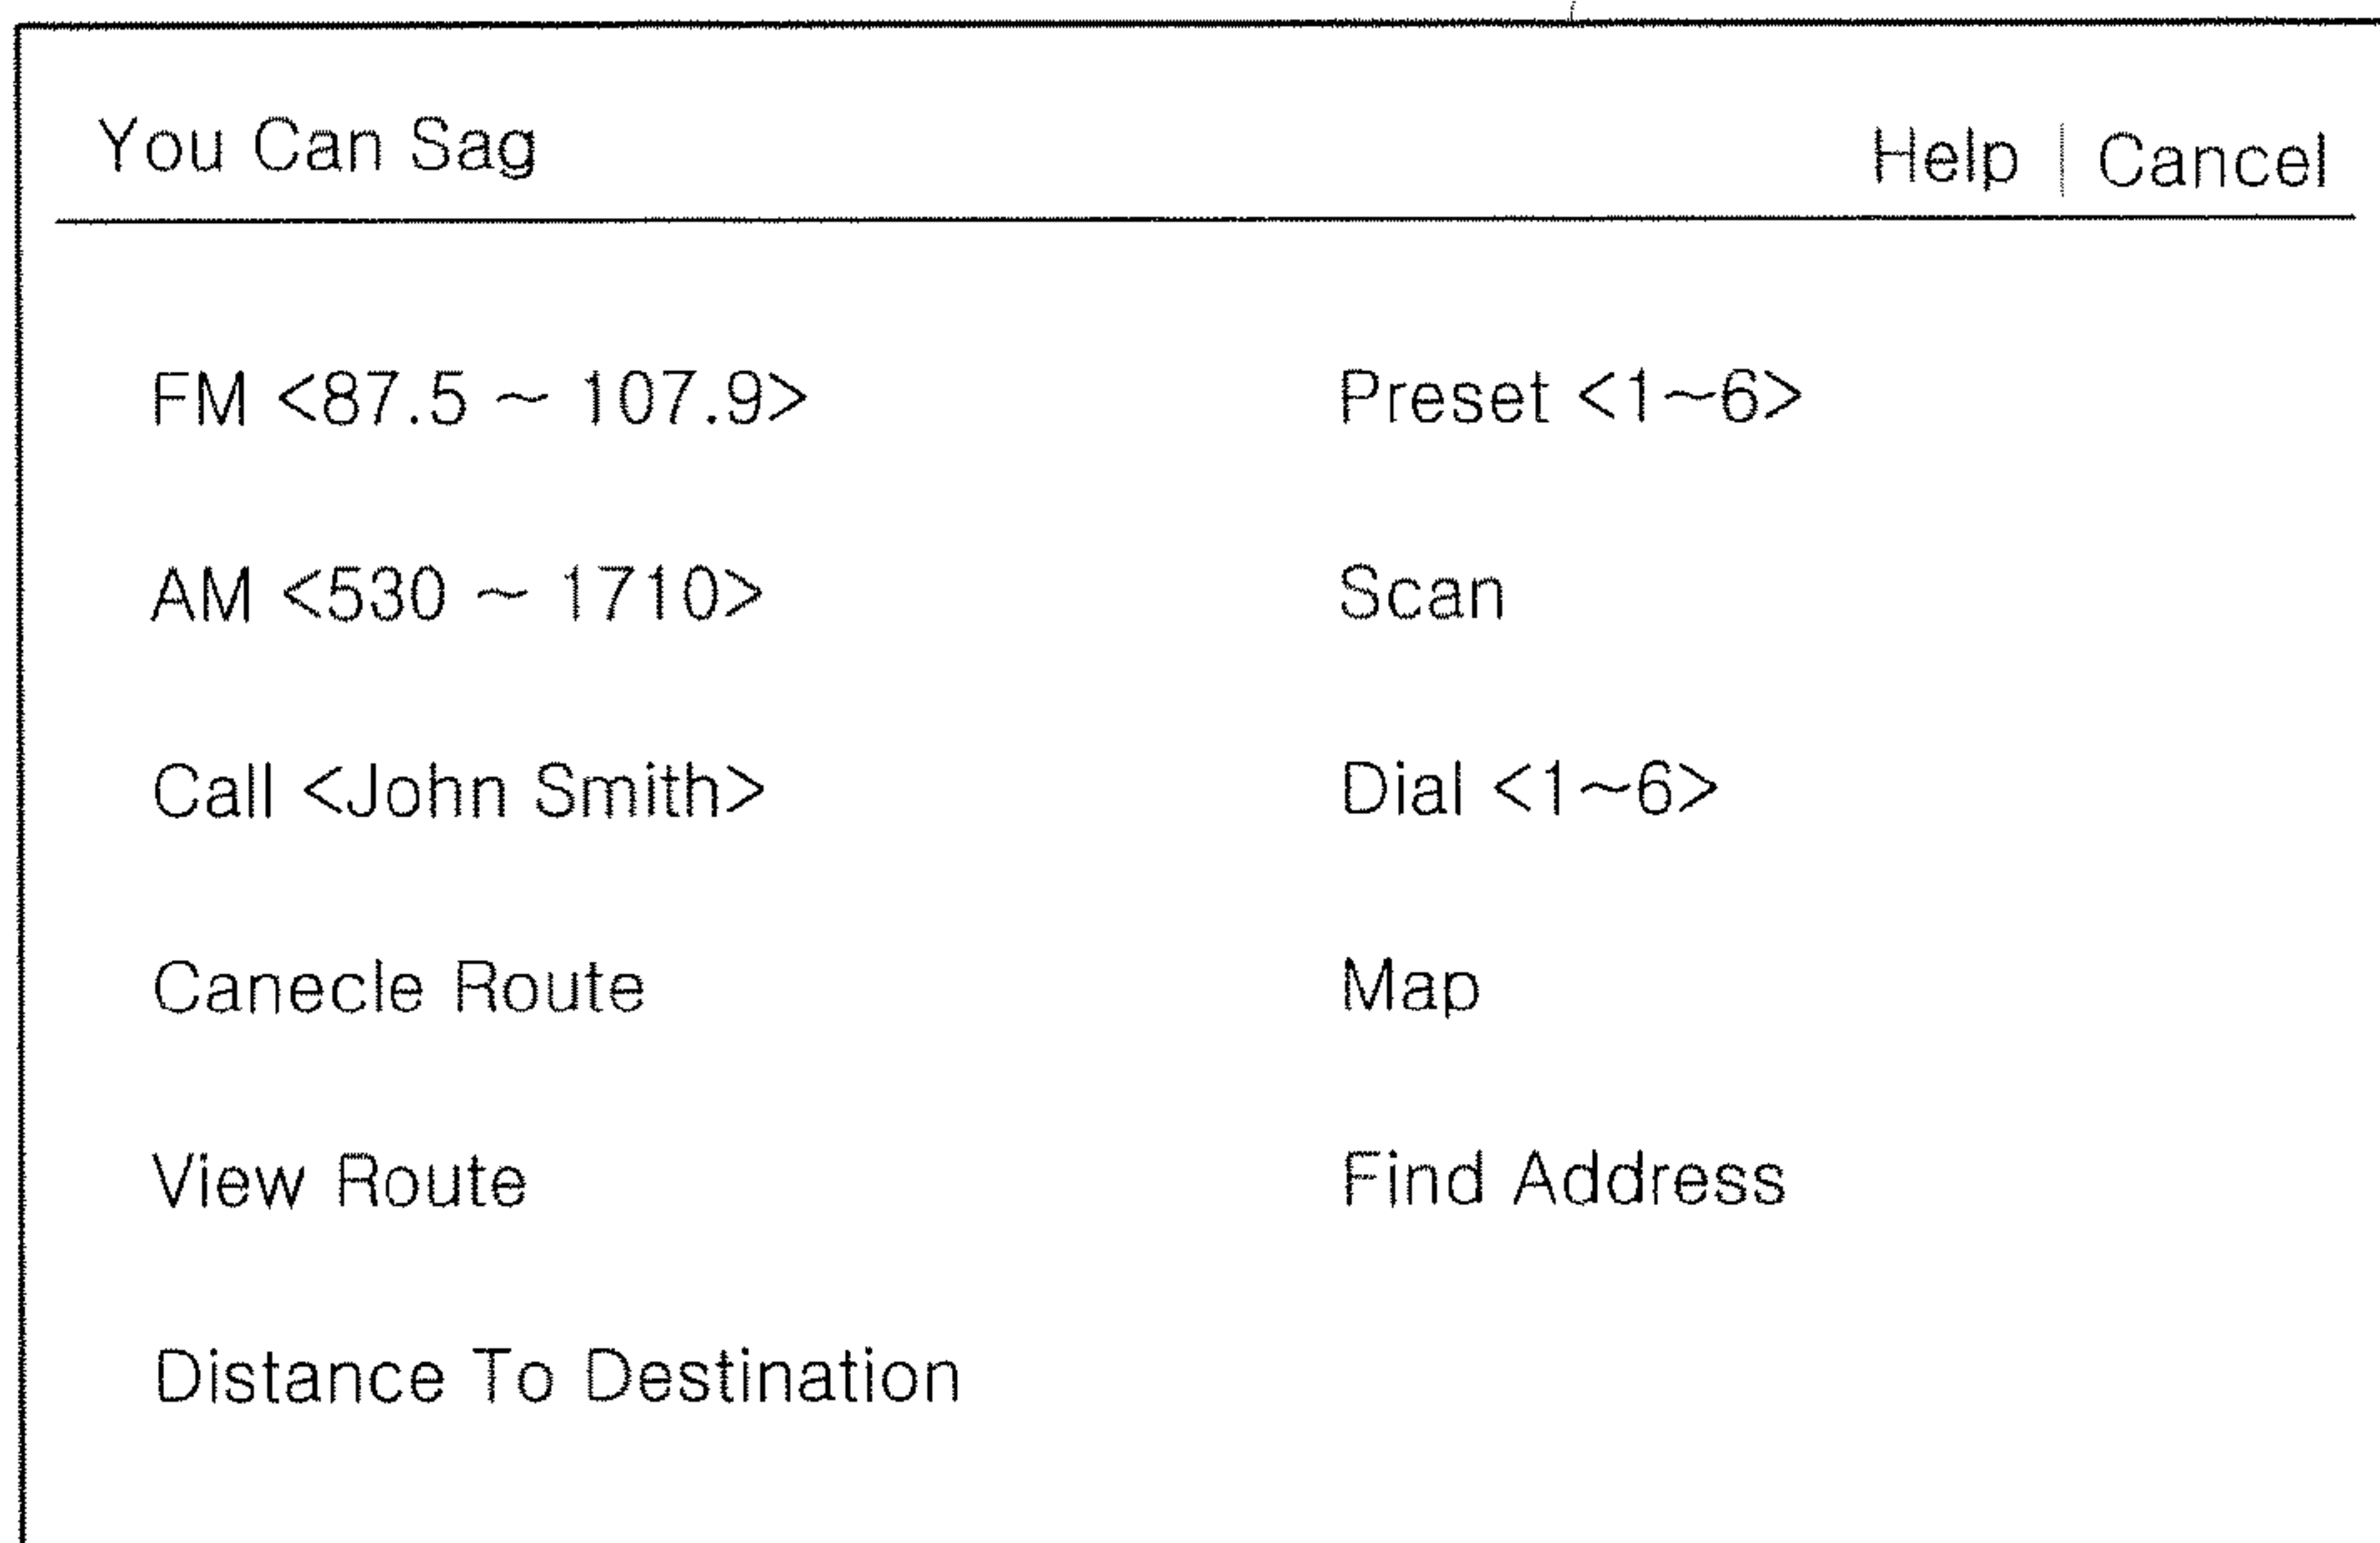 You Can Sag Help | Cancel
FM <87.5 ~ 107.9> Preset <1~6>
AM <530 ~ 1710> Scan
Call <John Smith> Dial <1~6>
Canecle Route Map
View Route Find Address
Distance To Destination